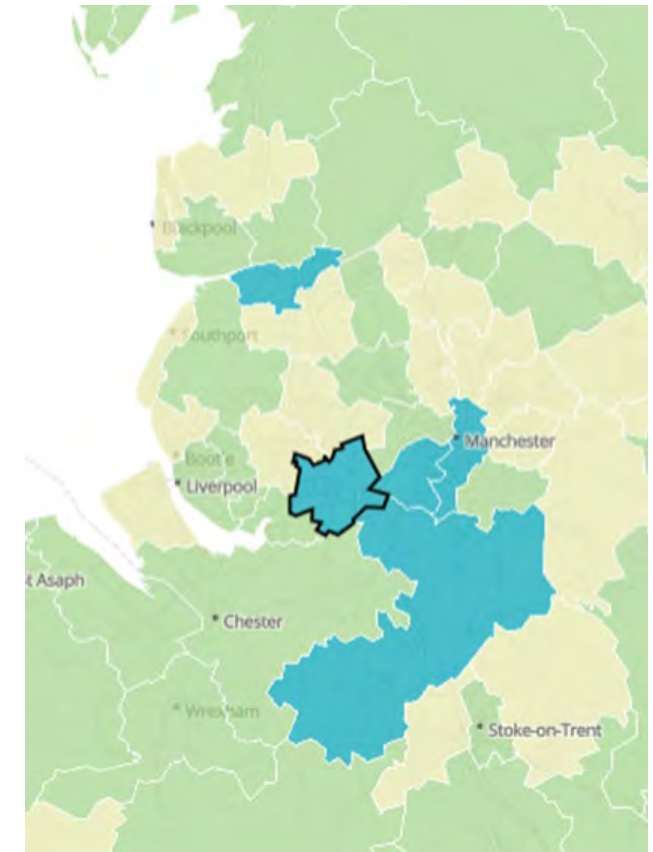 Blackpool
Southport
Manchester
Bootle
Liverpool
t Asaph
Chester
Wrexham
Stoke-on-Trent